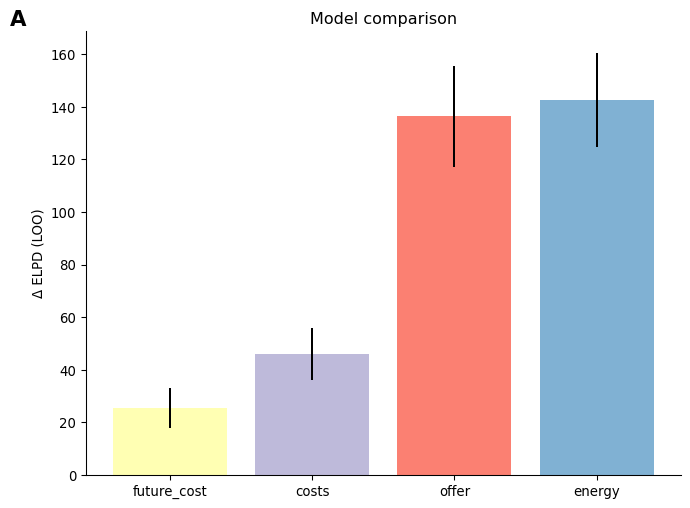 A
Model comparison
Δ ELPD (LOO)
160
140
120
100
80
60
40
20
0
future_cost
costs
offer
energy